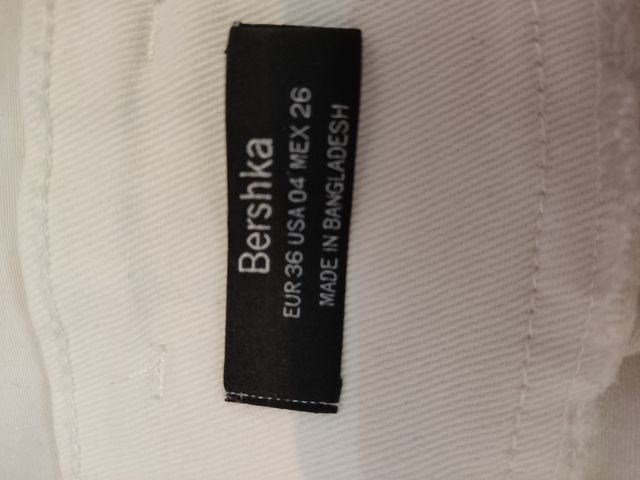 Bershka
EUR 36 USA 04 MEX 26
MADE IN BANGLADESH